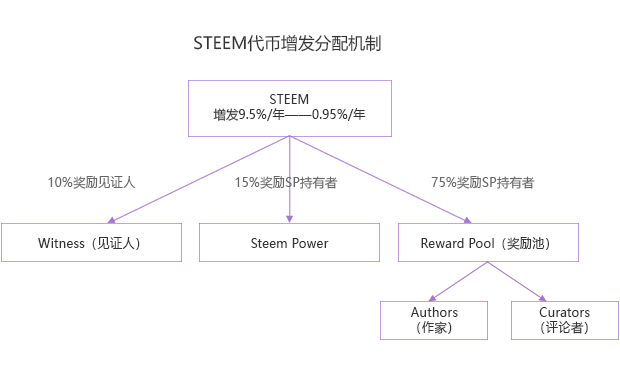 STEEM代币增发分配机制
STEEM
增发9.5%/年——0.95%/年
10%奖励见证人
15%奖励SP持有者
75%奖励SP持有者
Witness（见证人）
Steem Power
Reward Pool（奖励池）
Authors
（作家）
Curators
（评论者）